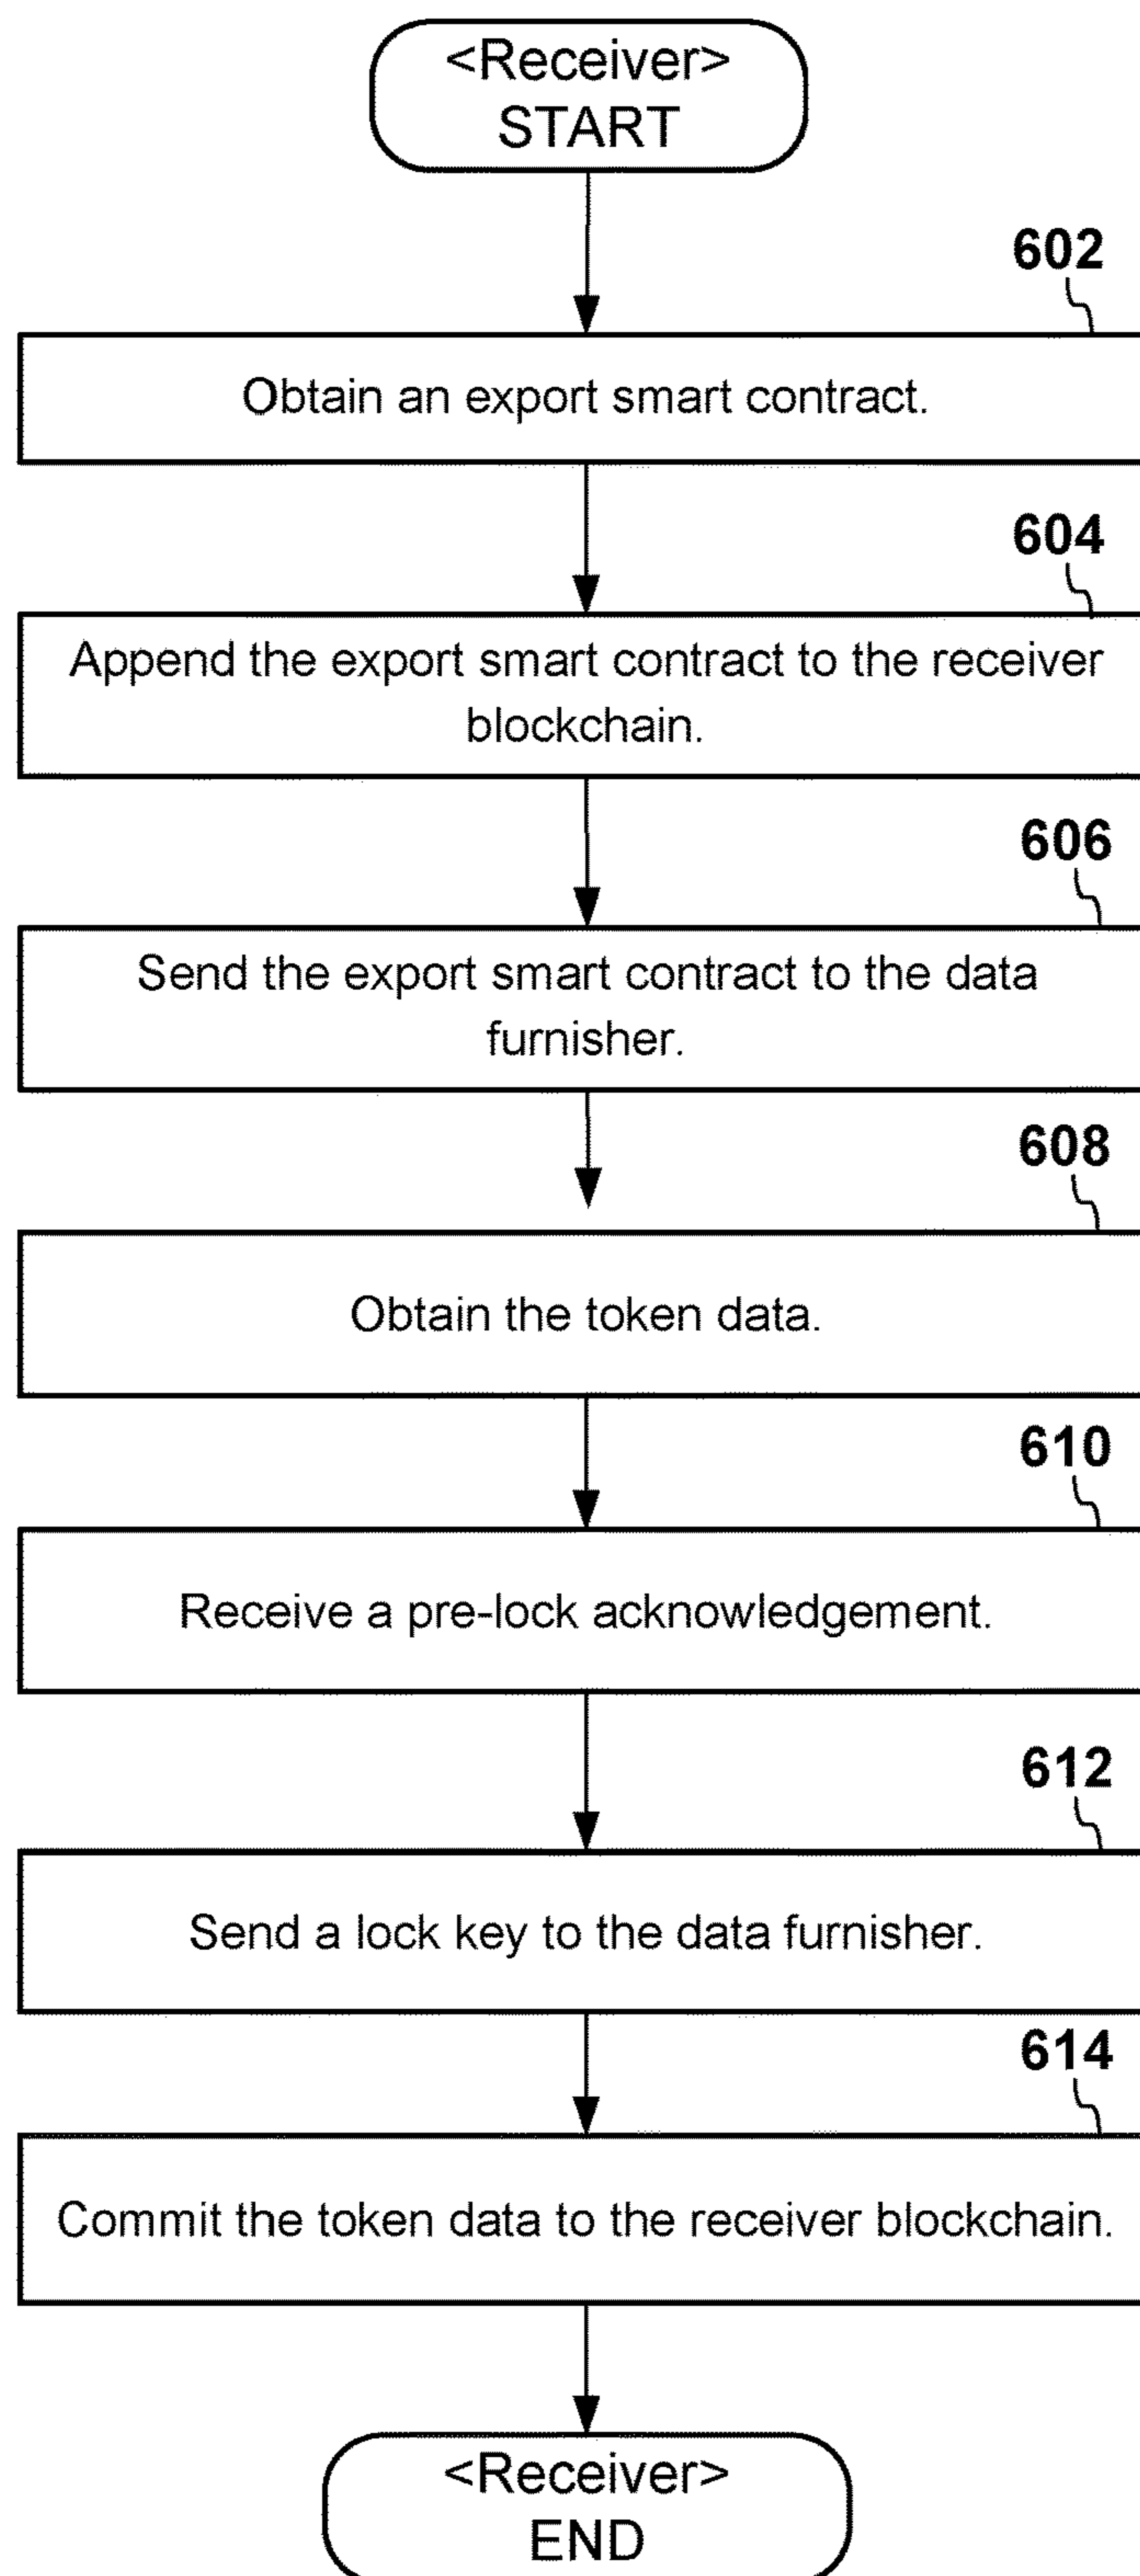 <Receiver>
START
602
Obtain an export smart contract.
604
Append the export smart contract to the receiver
blockchain.
606
Send the export smart contract to the data
furnisher.
608
Obtain the token data.
610
Receive a pre-lock acknowledgement.
612
Send a lock key to the data furnisher.
614
Commit the token data to the receiver blockchain.
<Receiver>
END